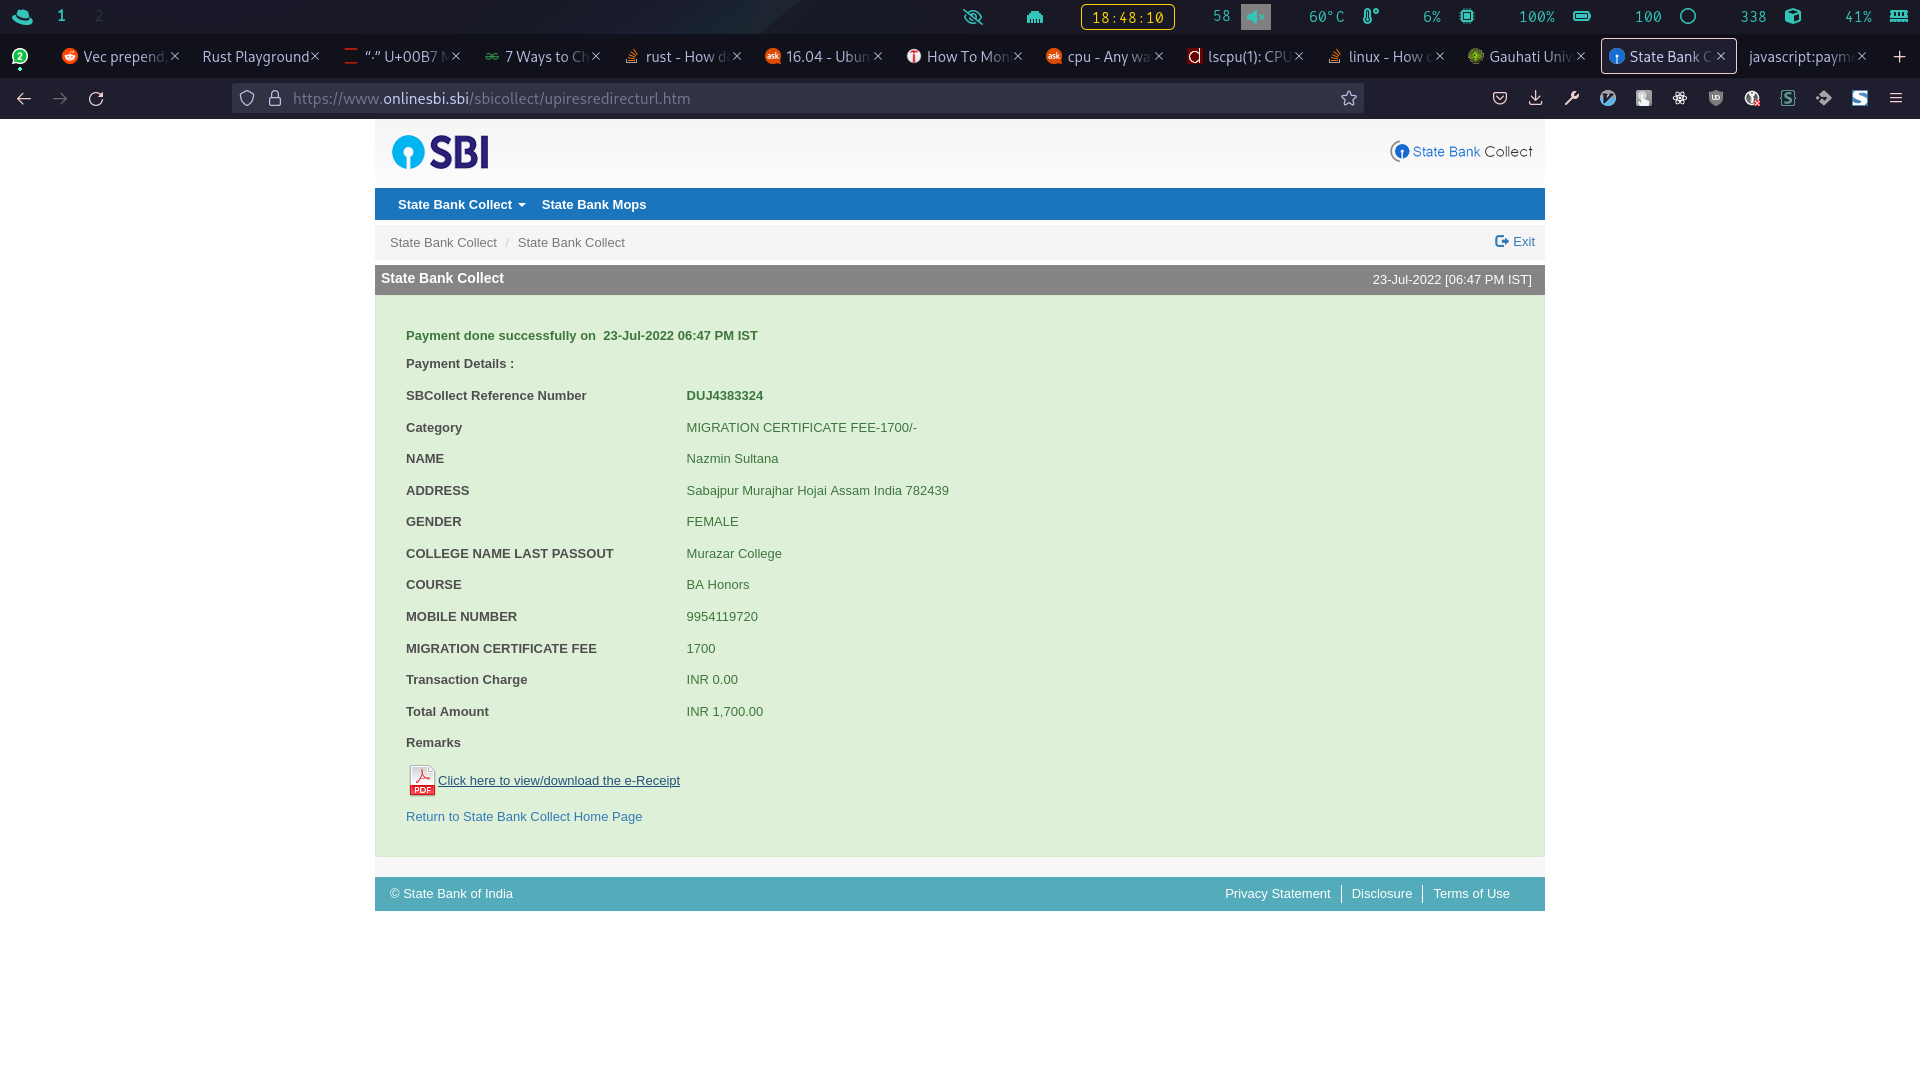 1 2 18:48:10 58 60°C 6% 100% 100 338 41%
2 Vec prepend, Rust Playground “·” U+00B7 7 Ways to Ch rust - How d 16.04 - Ubun How To Mon cpu - Any wa lscpu(1): CPU linux - How c Gauhati Univ State Bank C javascript:payme
https://www.onlinesbi.sbi/sbicollect/upiresredirecturl.htm
SBI State Bank Collect
State Bank Collect State Bank Mops
State Bank Collect / State Bank Collect Exit
State Bank Collect 23-Jul-2022 [06:47 PM IST]
Payment done successfully on 23-Jul-2022 06:47 PM IST
Payment Details :
SBCollect Reference Number DUJ4383324
Category MIGRATION CERTIFICATE FEE-1700/-
NAME Nazmin Sultana
ADDRESS Sabajpur Murajhar Hojai Assam India 782439
GENDER FEMALE
COLLEGE NAME LAST PASSOUT Murazar College
COURSE BA Honors
MOBILE NUMBER 9954119720
MIGRATION CERTIFICATE FEE 1700
Transaction Charge INR 0.00
Total Amount INR 1,700.00
Remarks
PDF Click here to view/download the e-Receipt
Return to State Bank Collect Home Page
© State Bank of India Privacy Statement Disclosure Terms of Use